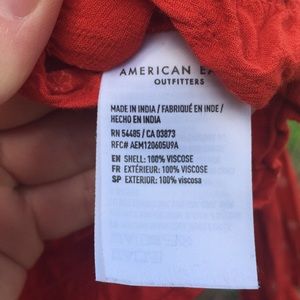 AMERICAN EA
OUTFITTERS
MADE IN INDIA / FABRIQUÉ EN INDE /
HECHO EN INDIA
RN 54485 / CA 03873
RFC# AEM120605U9A
EN SHELL: 100% VISCOSE
FR EXTÉRIEUR: 100% VISCOSE
SP EXTERIOR: 100% viscosa